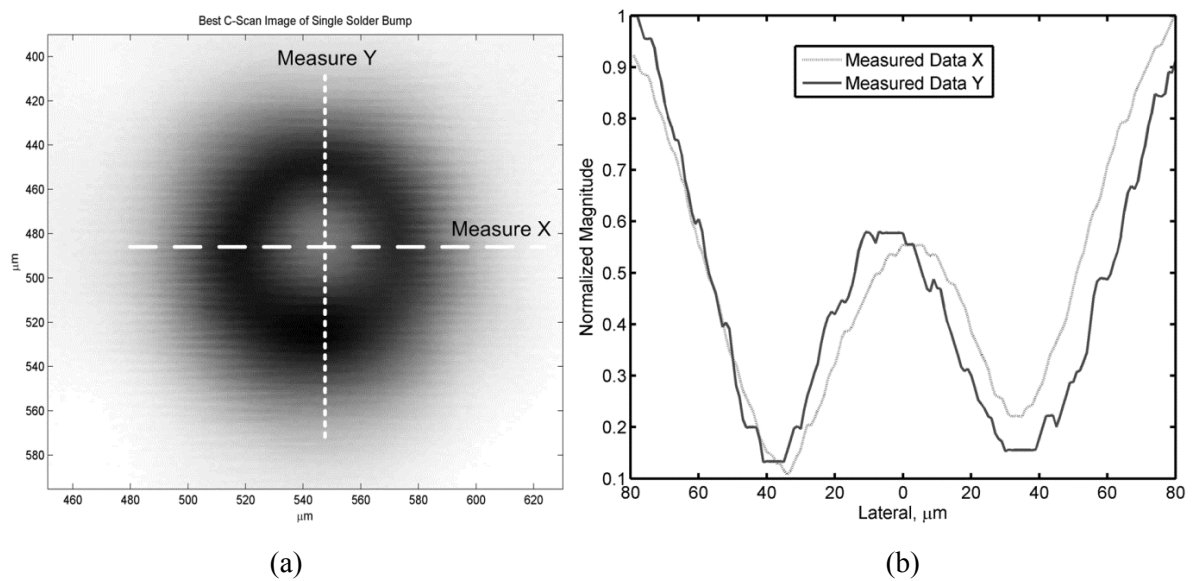 Best C-Scan Image of Single Solder Bump
Measure Y
Measure X
400
420
440
460
480
500
520
540
560
580
μm
460 480 500 520 540 560 580 600 620
μm
(a)
Measured Data X
Measured Data Y
Normalized Magnitude
1
0.9
0.8
0.7
0.6
0.5
0.4
0.3
0.2
0.1
80 60 40 20 0 20 40 60 80
Lateral, μm
(b)